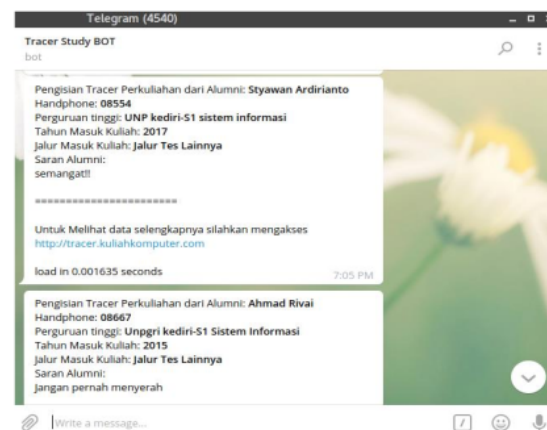 Telegram (4540)
Tracer Study BOT
bot
Pengisian Tracer Perkuliahan dari Alumni: Styawan Ardirianto
Handphone: 08554
Perguruan tinggi: UNP kediri-S1 sistem informasi
Tahun Masuk Kuliah: 2017
Jalur Masuk Kuliah: Jalur Tes Lainnya
Saran Alumni:
semangat!!
=======================
Untuk Melihat data selengkapnya silahkan mengakses
http://tracer.kuliahkomputer.com
load in 0.001635 seconds
7:05 PM
Pengisian Tracer Perkuliahan dari Alumni: Ahmad Rivai
Handphone: 08667
Perguruan tinggi: Unpgri kediri-S1 Sistem Informasi
Tahun Masuk Kuliah: 2015
Jalur Masuk Kuliah: Jalur Tes Lainnya
Saran Alumni:
Jangan pernah menyerah
Write a message...